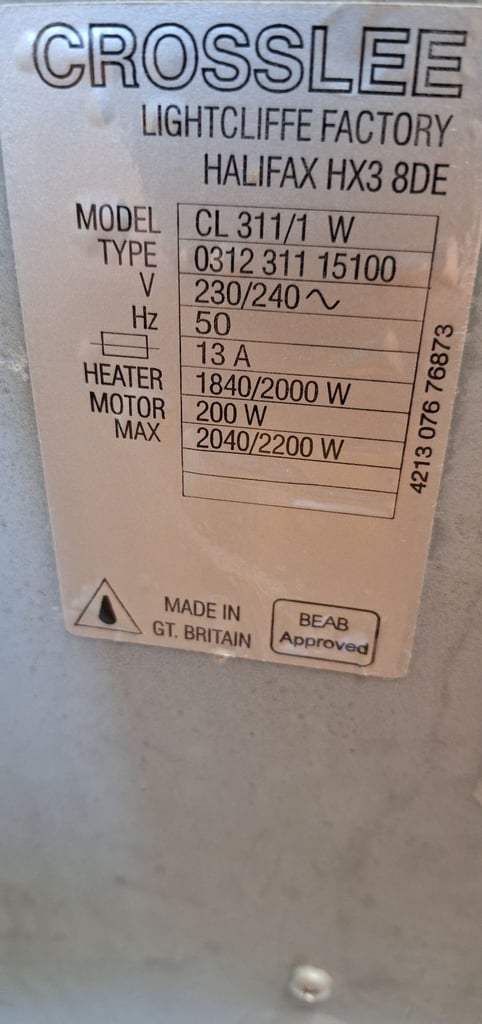 CROSSLEE
LIGHTCLIFFE FACTORY
HALIFAX HX3 8DE
MODEL CL 311/1 W
TYPE 0312 311 15100
V 230/240 ~
Hz 50
13 A
HEATER 1840/2000 W
MOTOR 200 W
MAX 2040/2200 W
4213 076 76873
MADE IN
GT. BRITAIN
BEAB
Approved